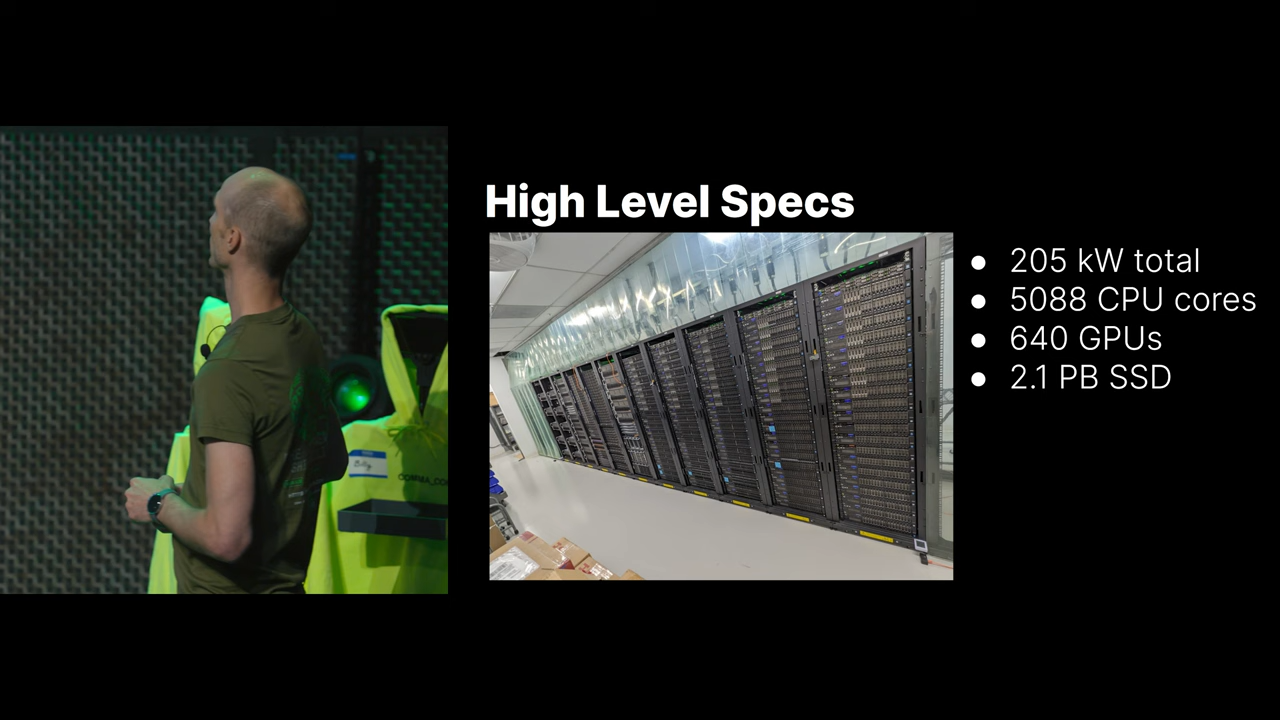 High Level Specs
● 205 kW total
● 5088 CPU cores
● 640 GPUs
● 2.1 PB SSD